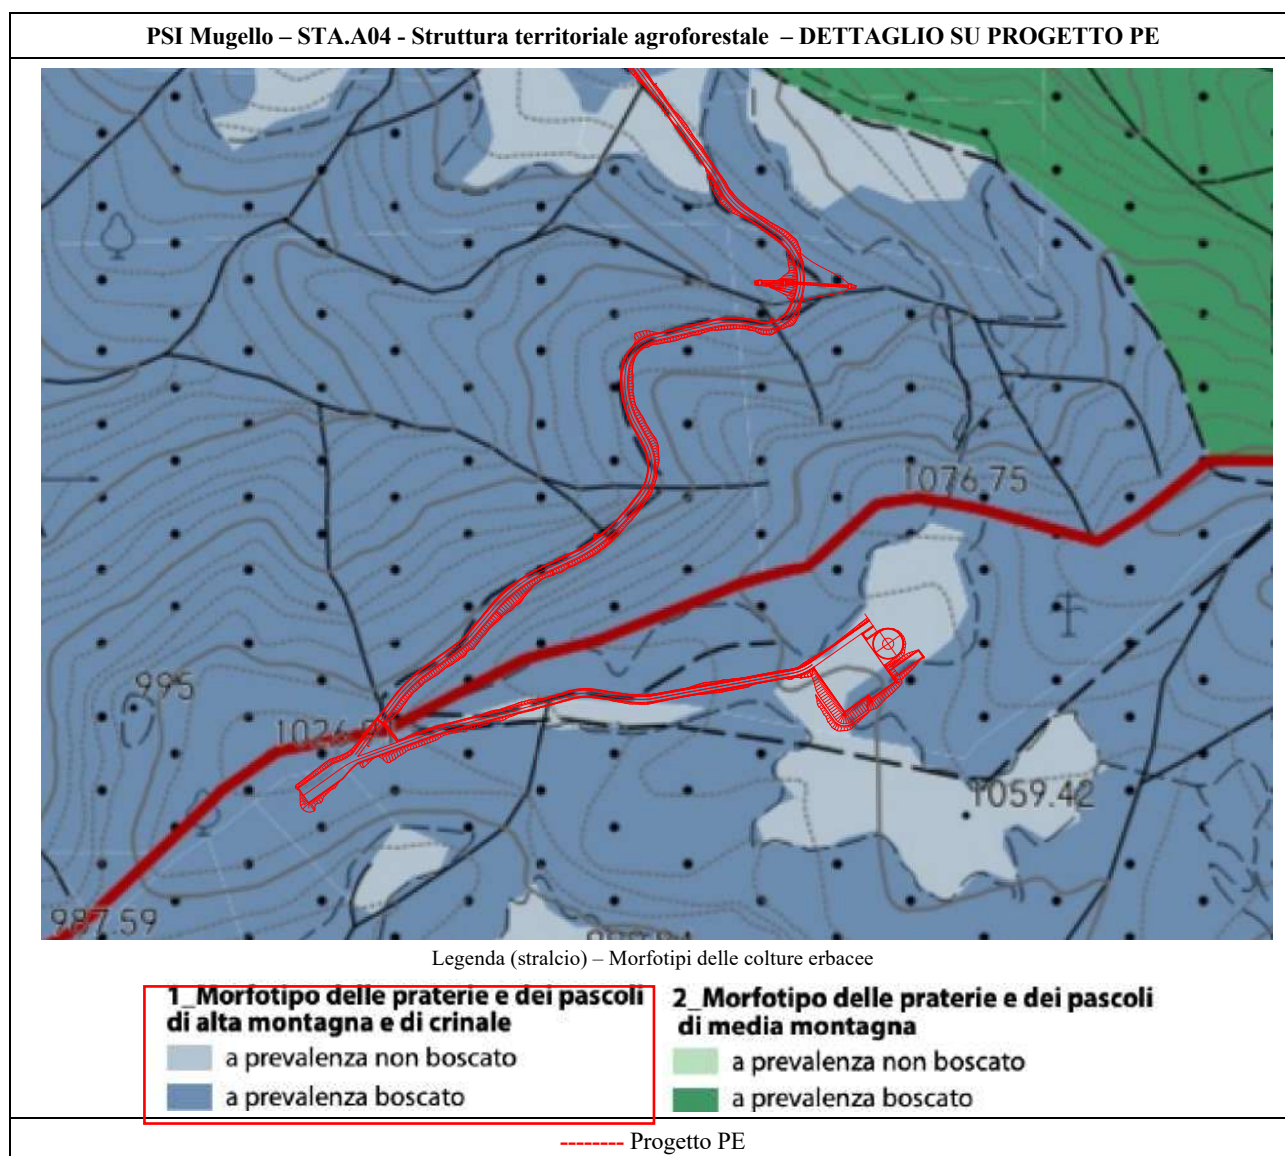 PSI Mugello – STA.A04 - Struttura territoriale agroforestale – DETTAGLIO SU PROGETTO PE
1076.75
995
1059.42
987.59
Legenda (stralcio) – Morfotipi delle colture erbacee
1_Morfotipo delle praterie e dei pascoli
di alta montagna e di crinale
a prevalenza non boscato
a prevalenza boscato
2_Morfotipo delle praterie e dei pascoli
di media montagna
a prevalenza non boscato
a prevalenza boscato
-------- Progetto PE